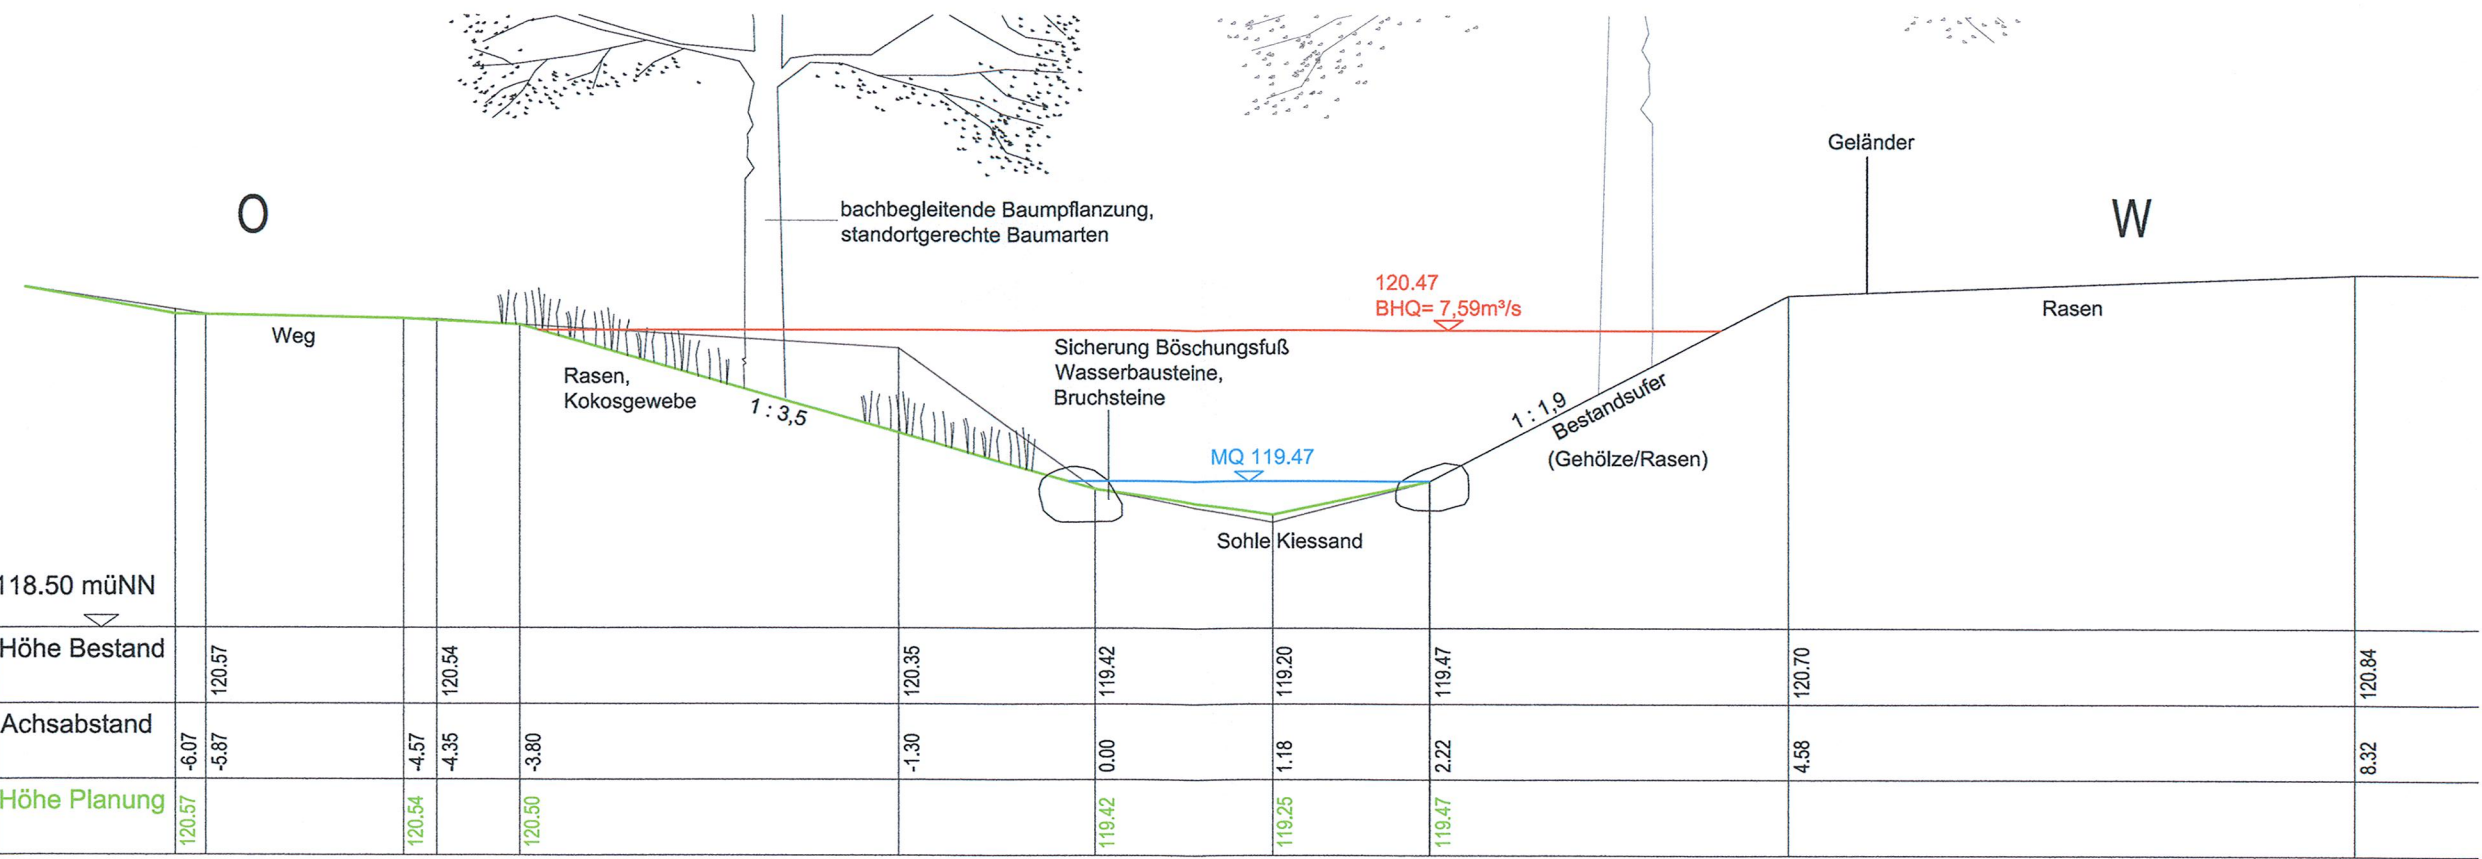 Geländer
O
W
bachbegleitende Baumpflanzung,
standortgerechte Baumarten
120.47
BHQ= 7,59m³/s
Weg
Rasen
Sicherung Böschungsfuß
Wasserbausteine,
Bruchsteine
Rasen,
Kokosgewebe
1 : 3,5
1 : 1,9
Bestandsufer
(Gehölze/Rasen)
MQ 119.47
Sohle Kiessand
118.50 müNN
Höhe Bestand
120.57
120.54
120.35
119.42
119.20
119.47
120.70
120.84
Achsabstand
-6.07
-5.87
-4.57
-4.35
-3.80
-1.30
0.00
1.18
2.22
4.58
8.32
Höhe Planung
120.57
120.54
120.50
119.42
119.25
119.47